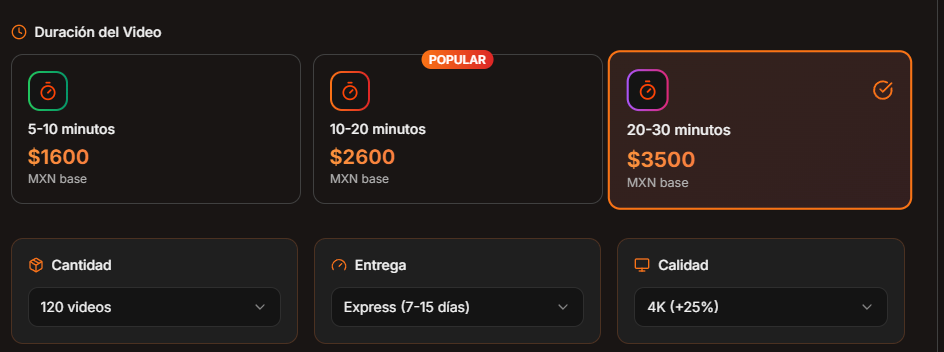 Duración del Video
5-10 minutos
$1600
MXN base
POPULAR
10-20 minutos
$2600
MXN base
20-30 minutos
$3500
MXN base
Cantidad
120 videos
Entrega
Express (7-15 días)
Calidad
4K (+25%)